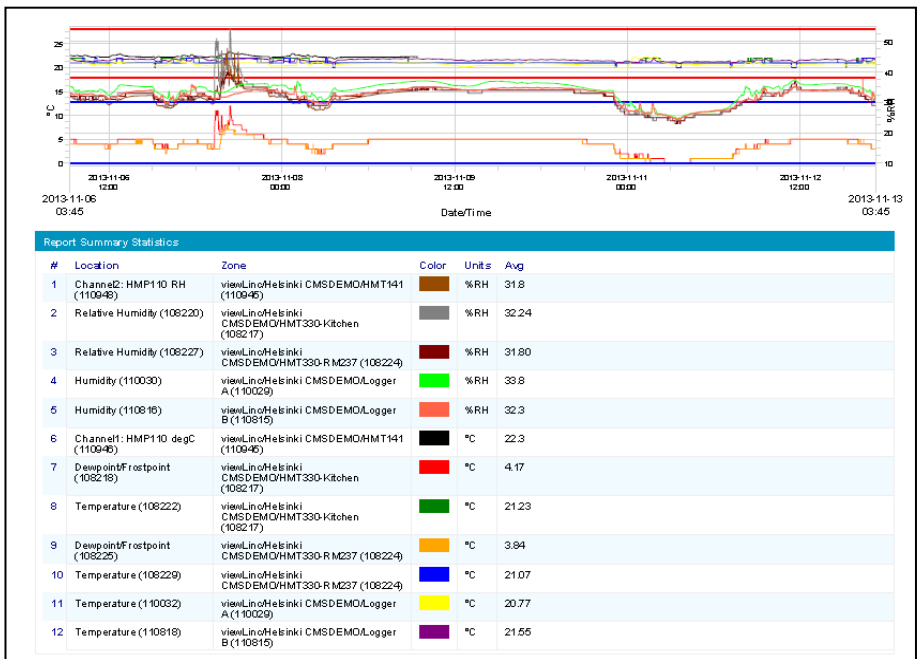 25
20
15
10
5
0
°C
50
40
20
10
%RH
2013-11-06 2013-11-08 2013-11-09 2013-11-11 2013-11-12
12:00 00:00 12:00 00:00 12:00
2013-11-06 2013-11-13
03:45 Date/Time 03:45
Report Summary Statistics
# Location Zone Color Units Avg
1 Channel2: HMP110 RH (110948) viewLinc/Helsinki CMSDEMO/HMT141 (110945) %RH 31.8
2 Relative Humidity (108220) viewLinc/Helsinki CMSDEMO/HMT330-Kitchen (108217) %RH 32.24
3 Relative Humidity (108227) viewLinc/Helsinki CMSDEMO/HMT330-RM237 (108224) %RH 31.80
4 Humidity (110030) viewLinc/Helsinki CMSDEMO/Logger A (110029) %RH 33.8
5 Humidity (110816) viewLinc/Helsinki CMSDEMO/Logger B (110815) %RH 32.3
6 Channel1: HMP110 degC (110946) viewLinc/Helsinki CMSDEMO/HMT141 (110945) °C 22.3
7 Dewpoint/Frostpoint (108218) viewLinc/Helsinki CMSDEMO/HMT330-Kitchen (108217) °C 4.17
8 Temperature (108222) viewLinc/Helsinki CMSDEMO/HMT330-Kitchen (108217) °C 21.23
9 Dewpoint/Frostpoint (108225) viewLinc/Helsinki CMSDEMO/HMT330-RM237 (108224) °C 3.84
10 Temperature (108229) viewLinc/Helsinki CMSDEMO/HMT330-RM237 (108224) °C 21.07
11 Temperature (110032) viewLinc/Helsinki CMSDEMO/Logger A (110029) °C 20.77
12 Temperature (110818) viewLinc/Helsinki CMSDEMO/Logger B (110815) °C 21.55